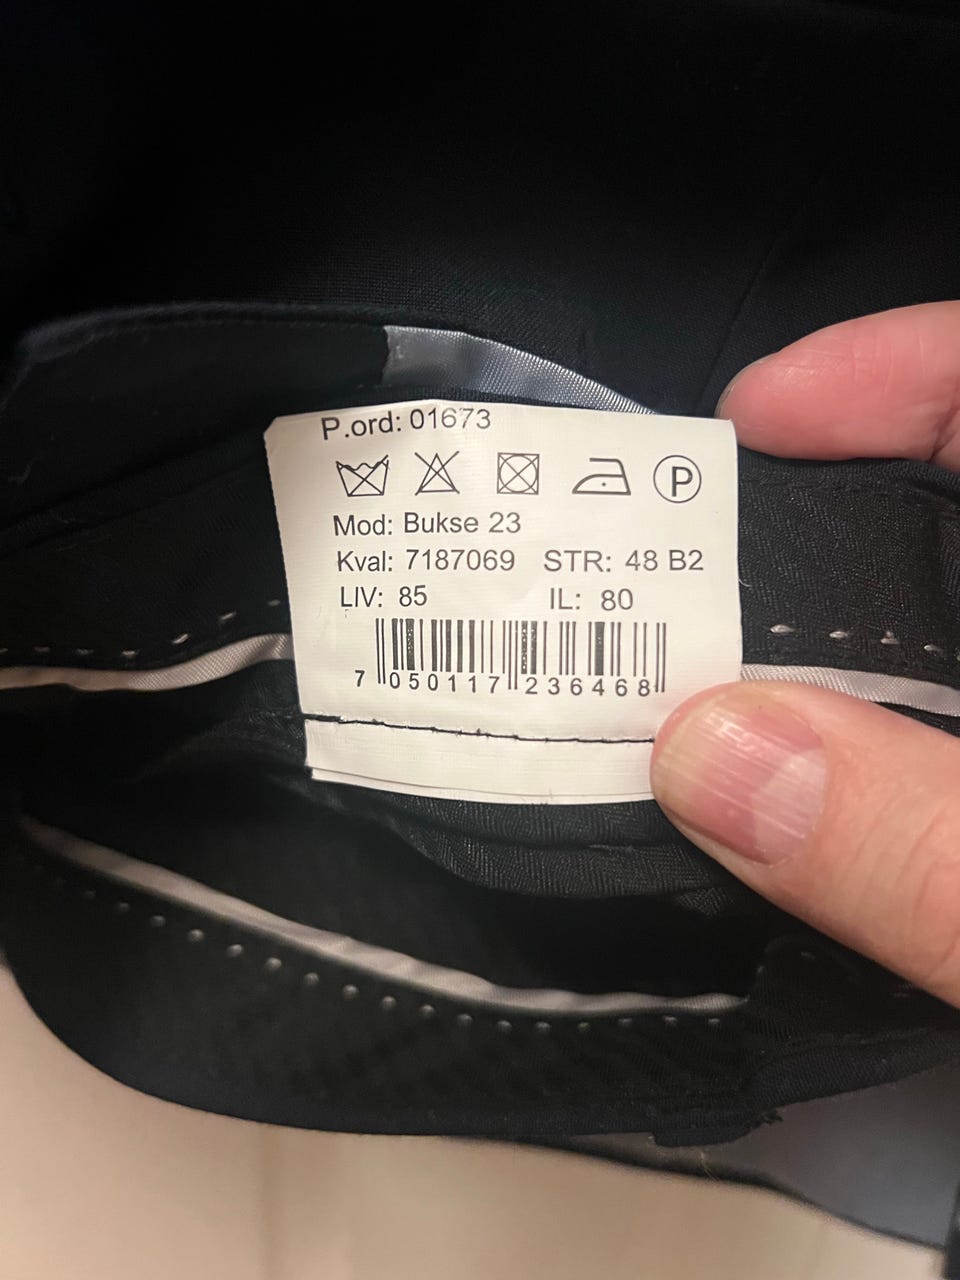 P.ord: 01673
P
Mod: Bukse 23
Kval: 7187069 STR: 48 B2
LIV: 85 IL: 80
7 050117 236468